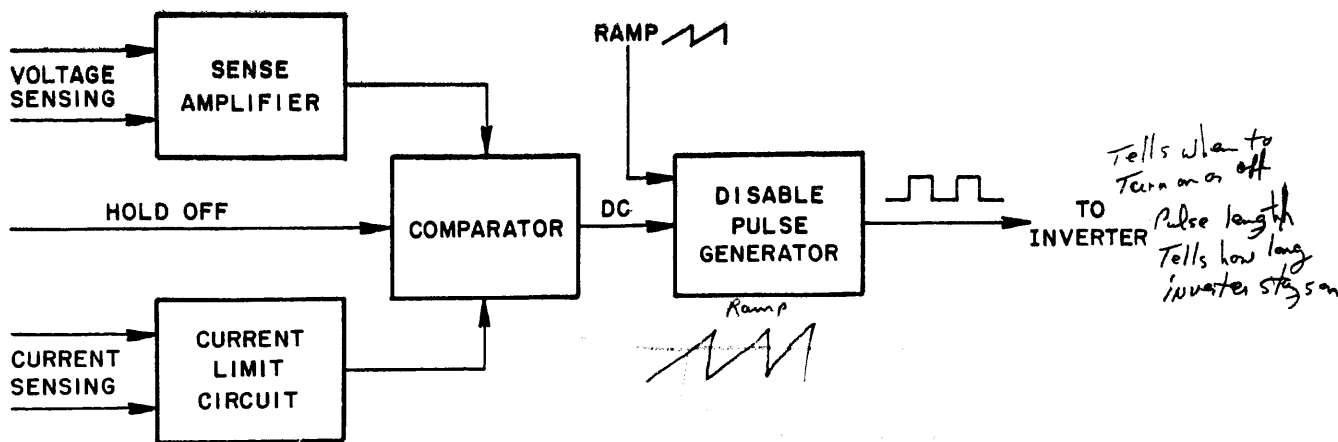 RAMP
VOLTAGE
SENSING
SENSE
AMPLIFIER
HOLD OFF
COMPARATOR
DC
DISABLE
PULSE
GENERATOR
TO
INVERTER
Tells when to
Turn on or off
Pulse length
Tells how long
inverter stays on
Ramp
CURRENT
SENSING
CURRENT
LIMIT
CIRCUIT